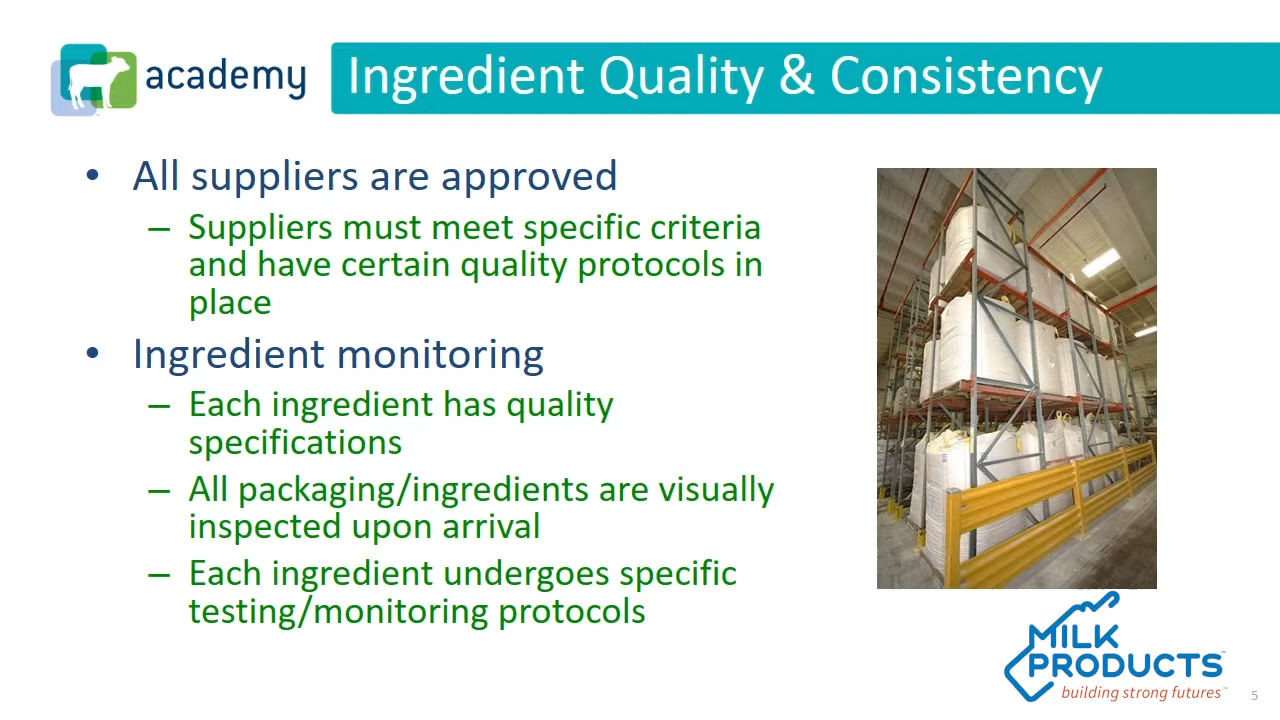 academy
Ingredient Quality & Consistency
• All suppliers are approved
– Suppliers must meet specific criteria
and have certain quality protocols in
place
• Ingredient monitoring
– Each ingredient has quality
specifications
– All packaging/ingredients are visually
inspected upon arrival
– Each ingredient undergoes specific
testing/monitoring protocols
MILK
PRODUCTS™
building strong futures™
5